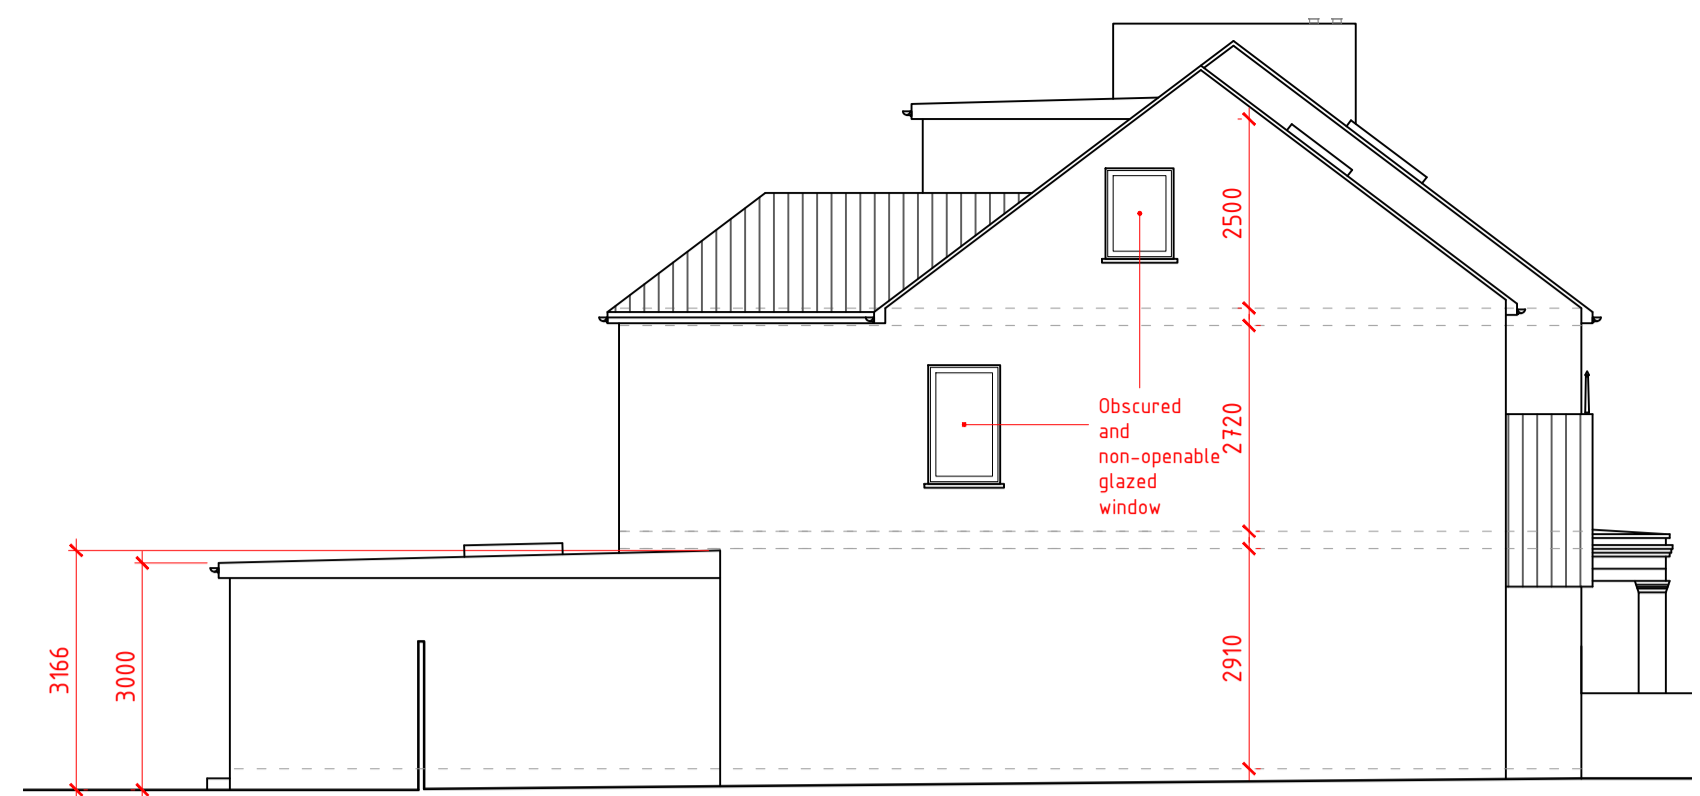 2500
2720
Obscured
and
non-openable
glazed
window
2910
3166
3000